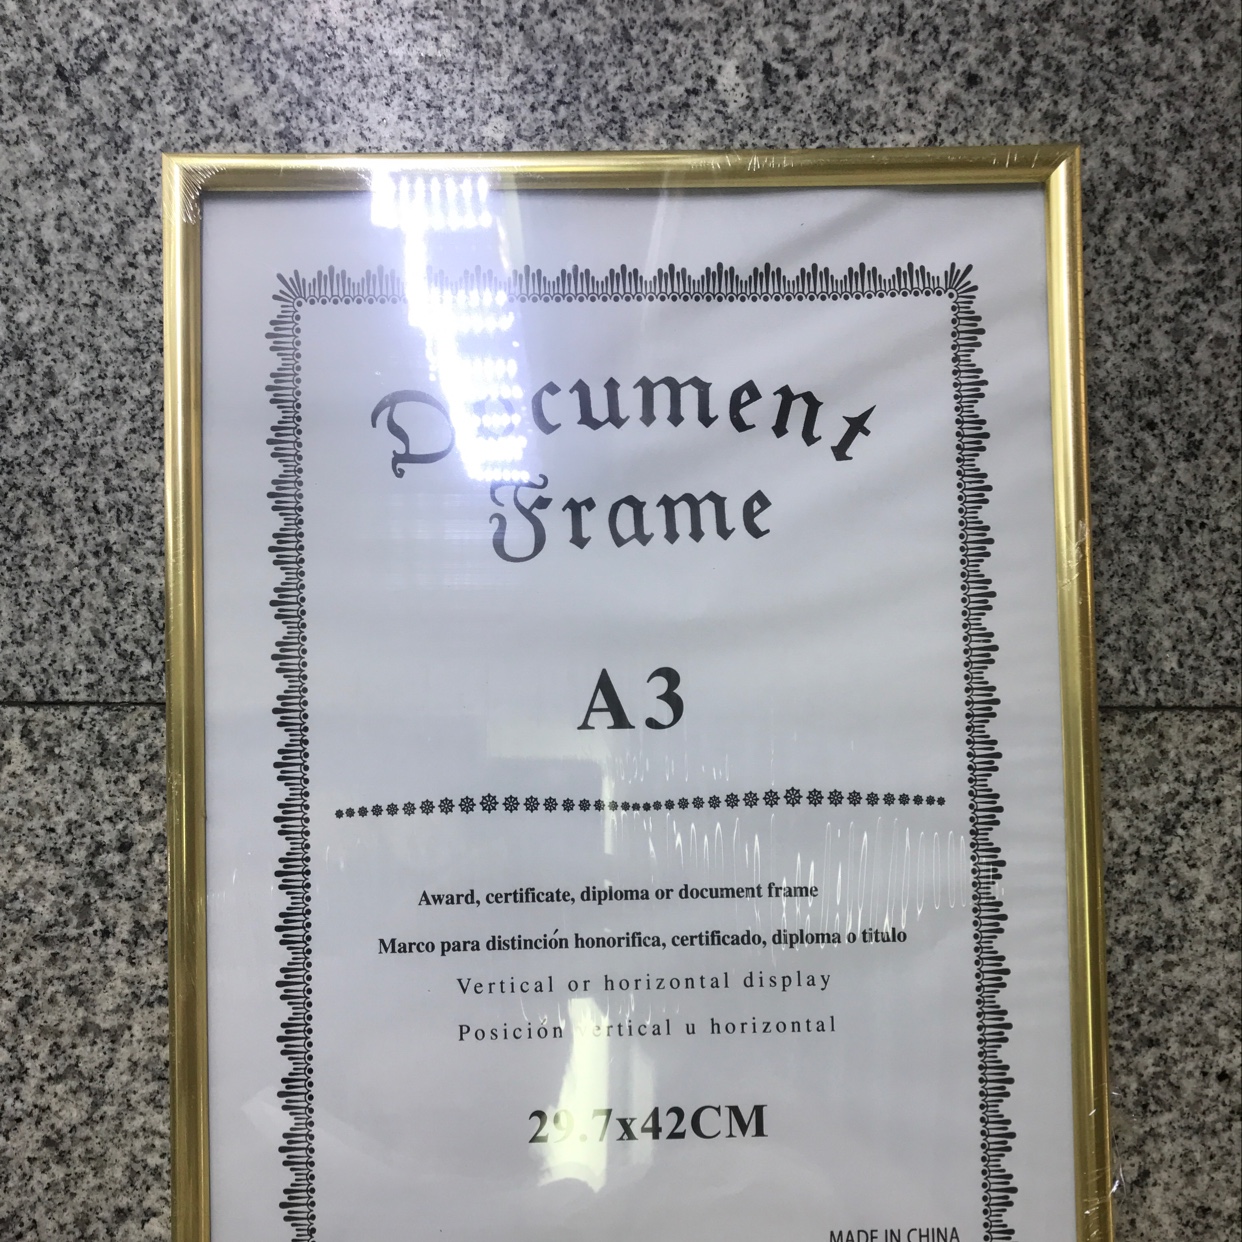 Document
Frame
A3
Award, certificate, diploma or document frame
Marco para distinción honorifica, certificado, diploma o titulo
Vertical or horizontal display
Posición vertical u horizontal
29.7x42CM
MADE IN CHINA